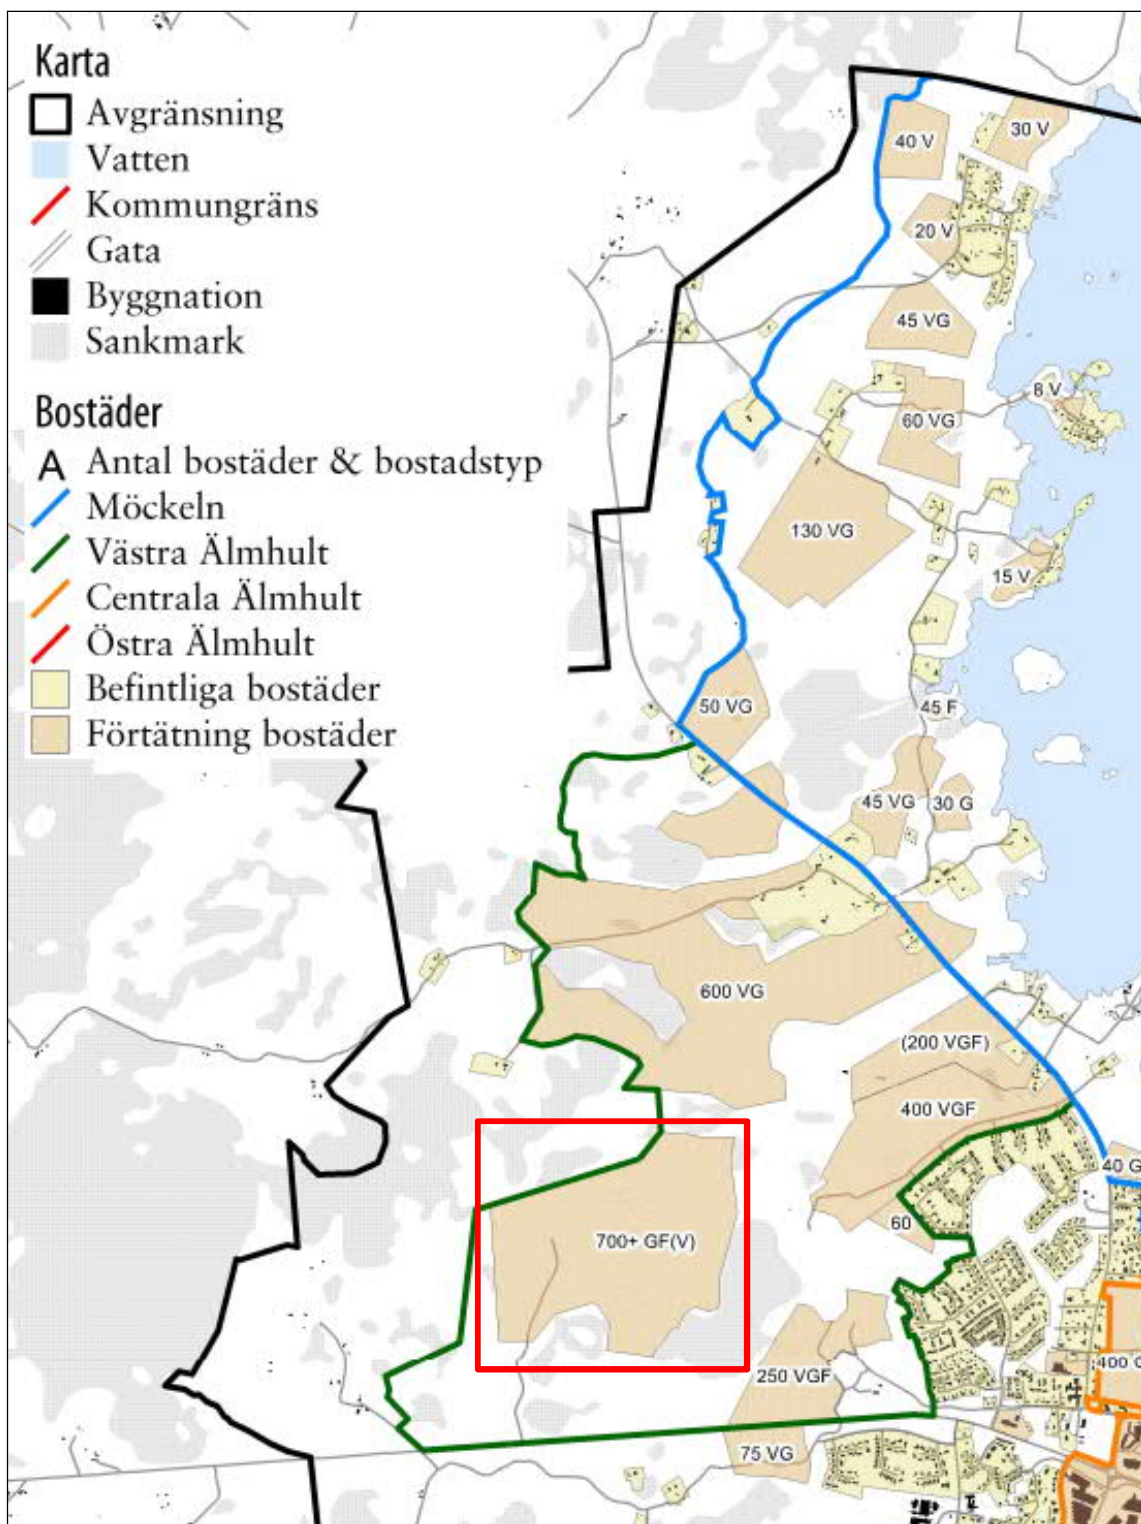 Karta
Avgränsning
Vatten
Kommungräns
Gata
Byggnation
Sankmark
Bostäder
A Antal bostäder & bostadstyp
Möckeln
Västra Älmhult
Centrala Älmhult
Östra Älmhult
Befintliga bostäder
Förtätning bostäder
40 V
30 V
20 V
45 VG
8 V
60 VG
130 VG
15 V
50 VG
45 F
45 VG
30 G
600 VG
(200 VGF)
400 VGF
40 G
60
700+ GF(V)
400
250 VGF
75 VG